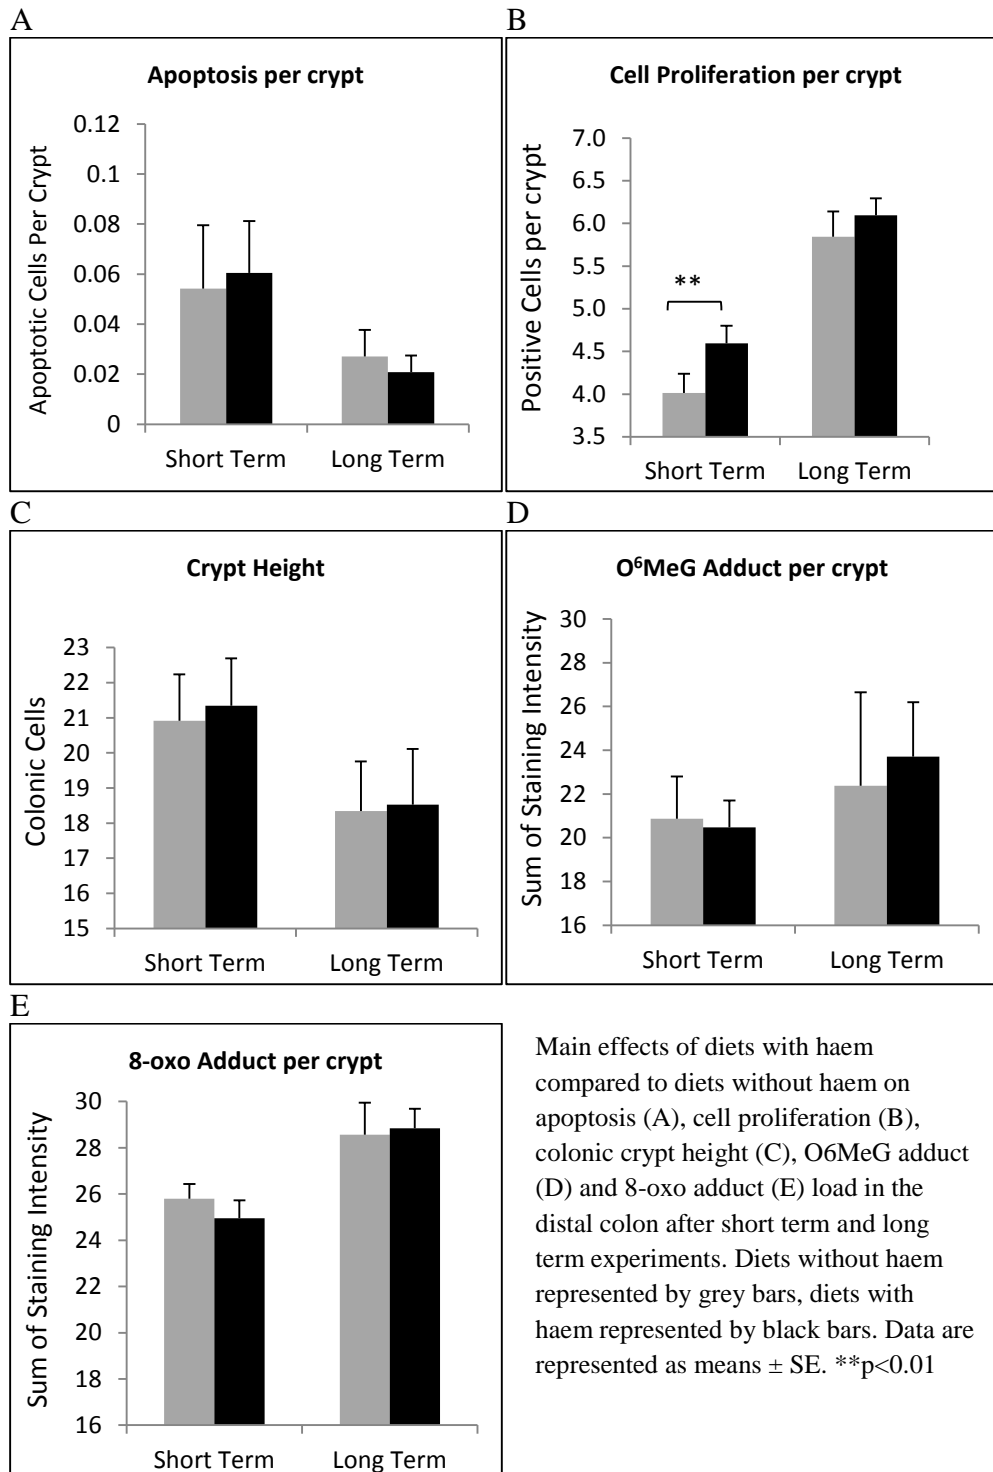 A
Apoptosis per crypt
Apoptotic Cells Per Crypt
0.12
0.1
0.08
0.06
0.04
0.02
0
Short Term
Long Term
B
Cell Proliferation per crypt
Positive Cells per crypt
7.0
6.5
6.0
5.5
5.0
4.5
4.0
3.5
**
Short Term
Long Term
C
Crypt Height
Colonic Cells
23
22
21
20
19
18
17
16
15
Short Term
Long Term
D
O⁶MeG Adduct per crypt
Sum of Staining Intensity
30
28
26
24
22
20
18
16
Short Term
Long Term
E
8-oxo Adduct per crypt
Sum of Staining Intensity
30
28
26
24
22
20
18
16
Short Term
Long Term
Main effects of diets with haem
compared to diets without haem on
apoptosis (A), cell proliferation (B),
colonic crypt height (C), O6MeG adduct
(D) and 8-oxo adduct (E) load in the
distal colon after short term and long
term experiments. Diets without haem
represented by grey bars, diets with
haem represented by black bars. Data are
represented as means ± SE. **p<0.01